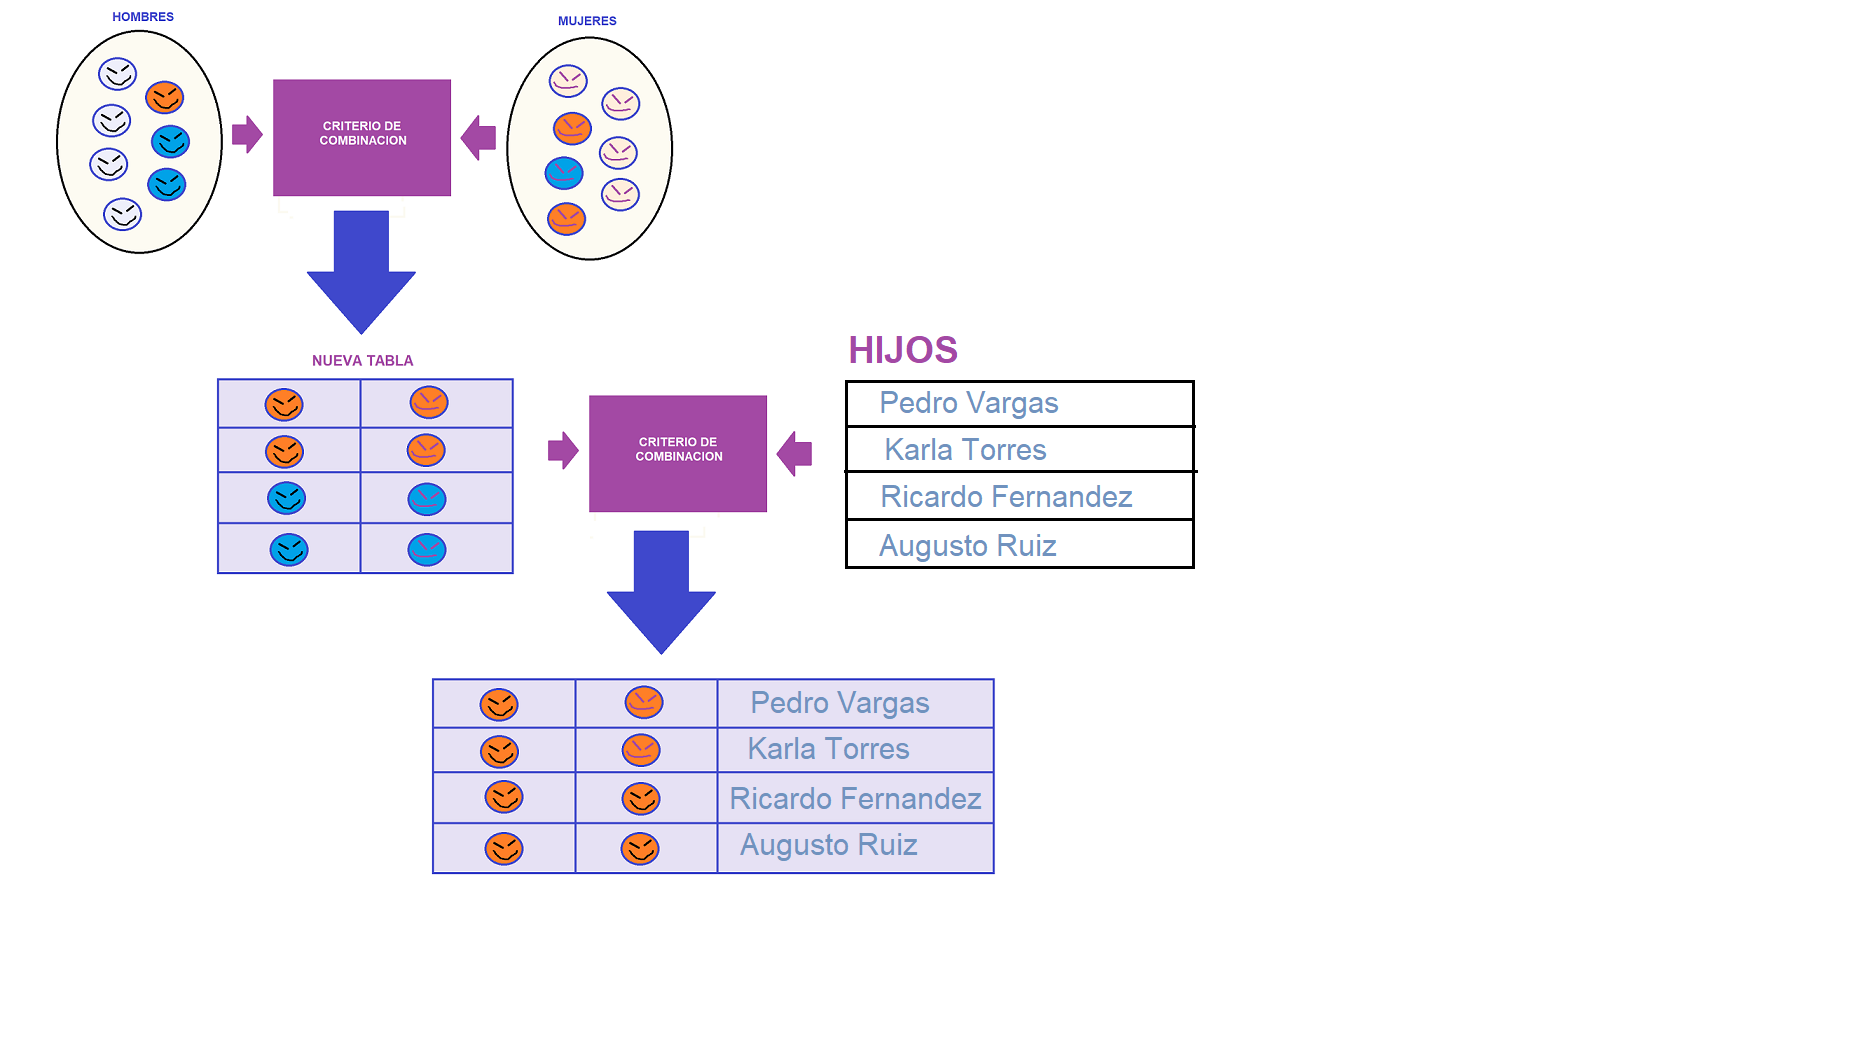 HOMBRES
MUJERES
CRITERIO DE
COMBINACION
NUEVA TABLA
HIJOS
Pedro Vargas
Karla Torres
Ricardo Fernandez
Augusto Ruiz
CRITERIO DE
COMBINACION
Pedro Vargas
Karla Torres
Ricardo Fernandez
Augusto Ruiz